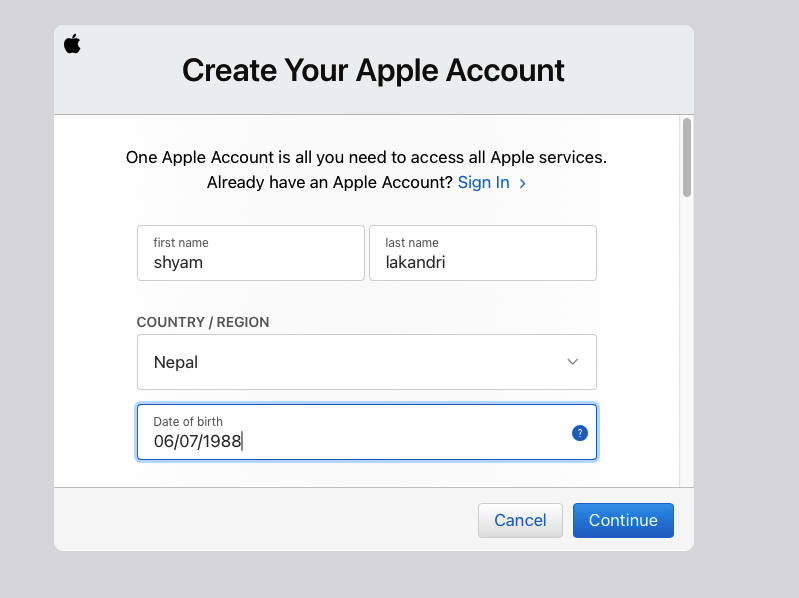 Create Your Apple Account
One Apple Account is all you need to access all Apple services.
Already have an Apple Account? Sign In >
first name
shyam
last name
lakandri
COUNTRY / REGION
Nepal
Date of birth
06/07/1988
?
Cancel
Continue